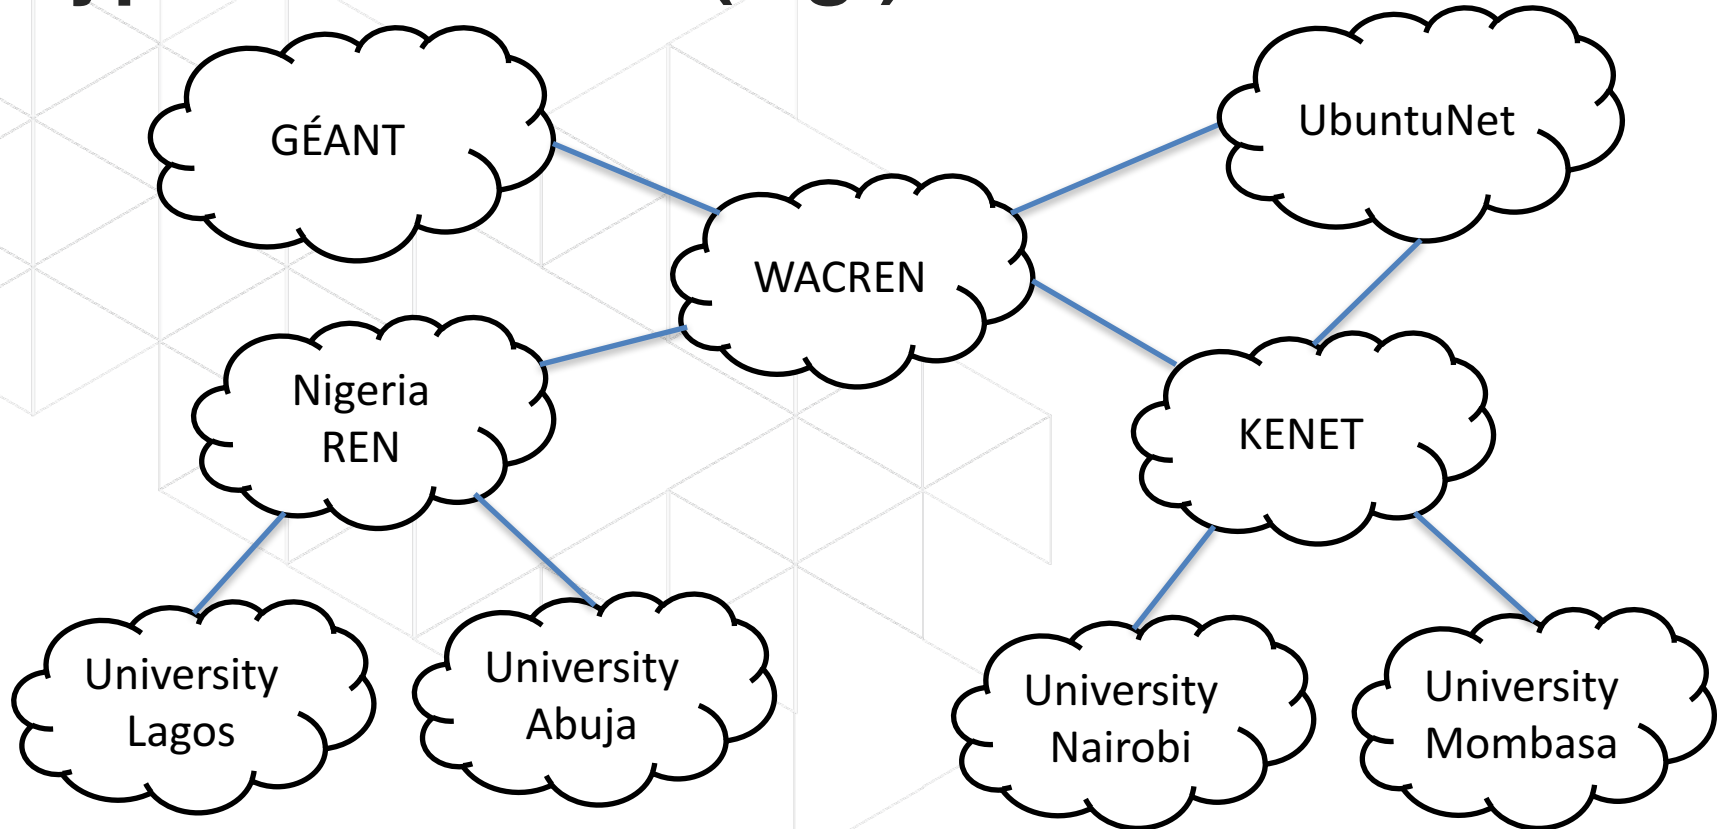 GÉANT
UbuntuNet
WACREN
Nigeria
REN
KENET
University
Lagos
University
Abuja
University
Nairobi
University
Mombasa